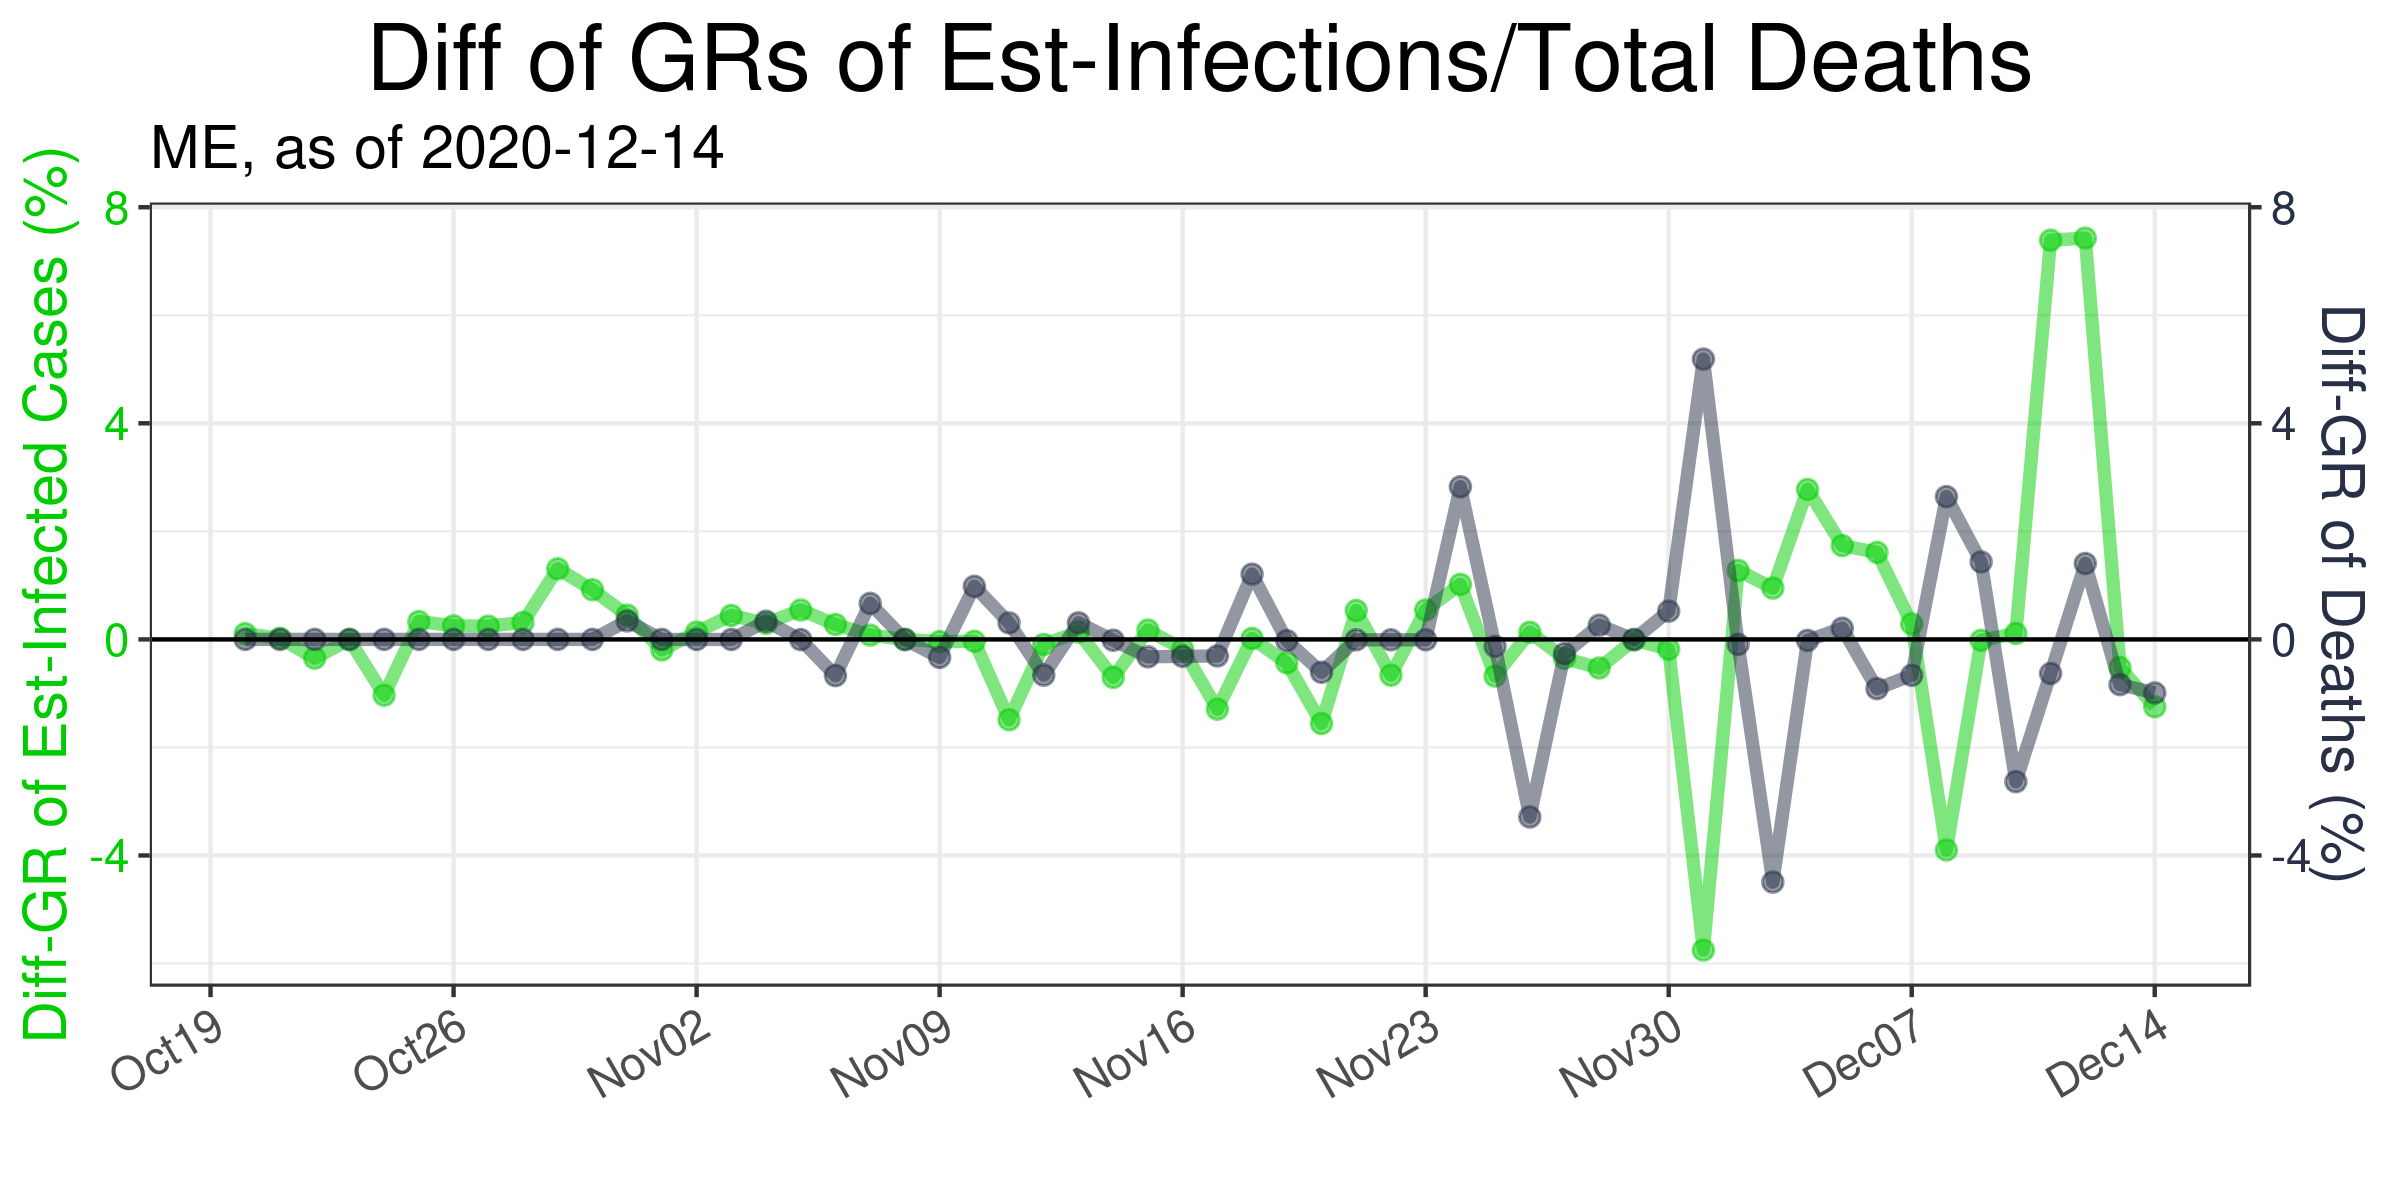 Diff of GRs of Est-Infections/Total Deaths
ME, as of 2020-12-14
Diff-GR of Est-Infected Cases (%)
8
4
0
-4
8
4
0
-4
Diff-GR of Deaths (%)
Oct19
Oct26
Nov02
Nov09
Nov16
Nov23
Nov30
Dec07
Dec14